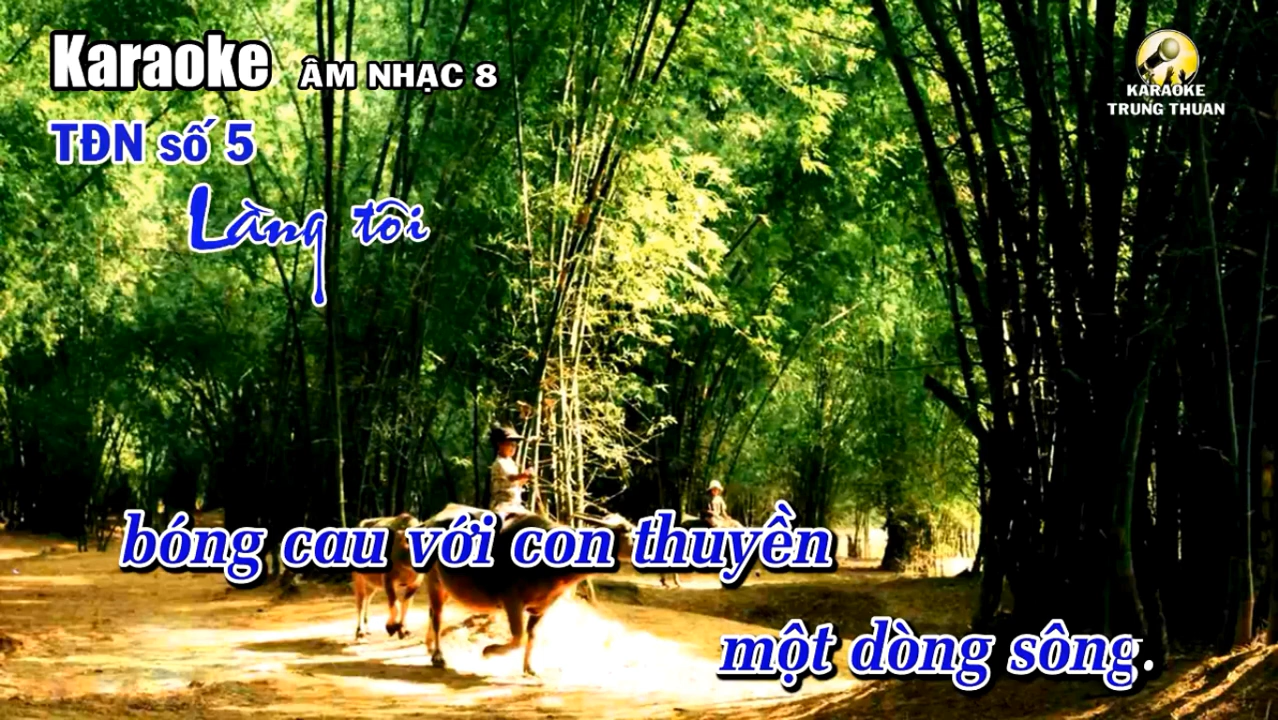 Karaoke ÂM NHẠC 8
KARAOKE
TRUNG THUAN
TĐN số 5
Làng tôi
bóng cau với con thuyền
một dòng sông.